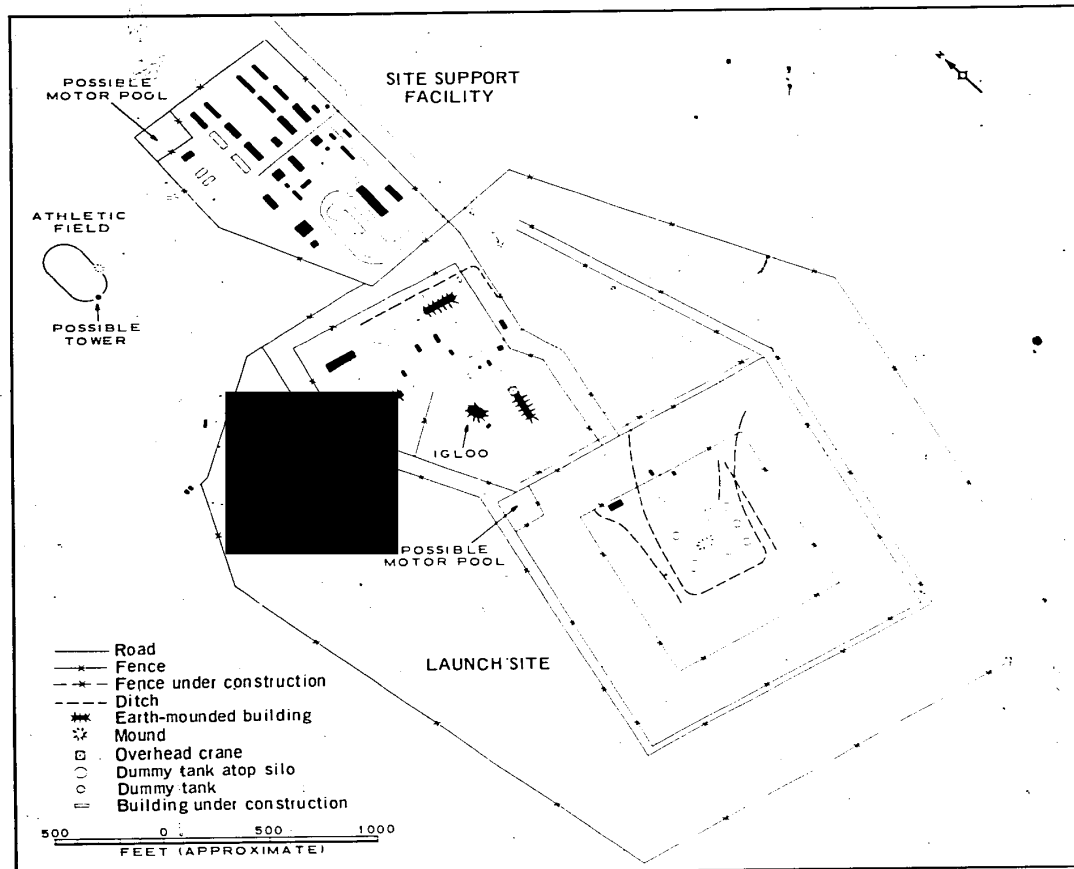 POSSIBLE
MOTOR POOL
SITE SUPPORT
FACILITY
N
ATHLETIC
FIELD
POSSIBLE
TOWER
IGLOO
POSSIBLE
MOTOR POOL
LAUNCH SITE
Road
Fence
Fence under construction
Ditch
Earth-mounded building
Mound
Overhead crane
Dummy tank atop silo
Dummy tank
Building under construction
500 0 500 1000
FEET (APPROXIMATE)